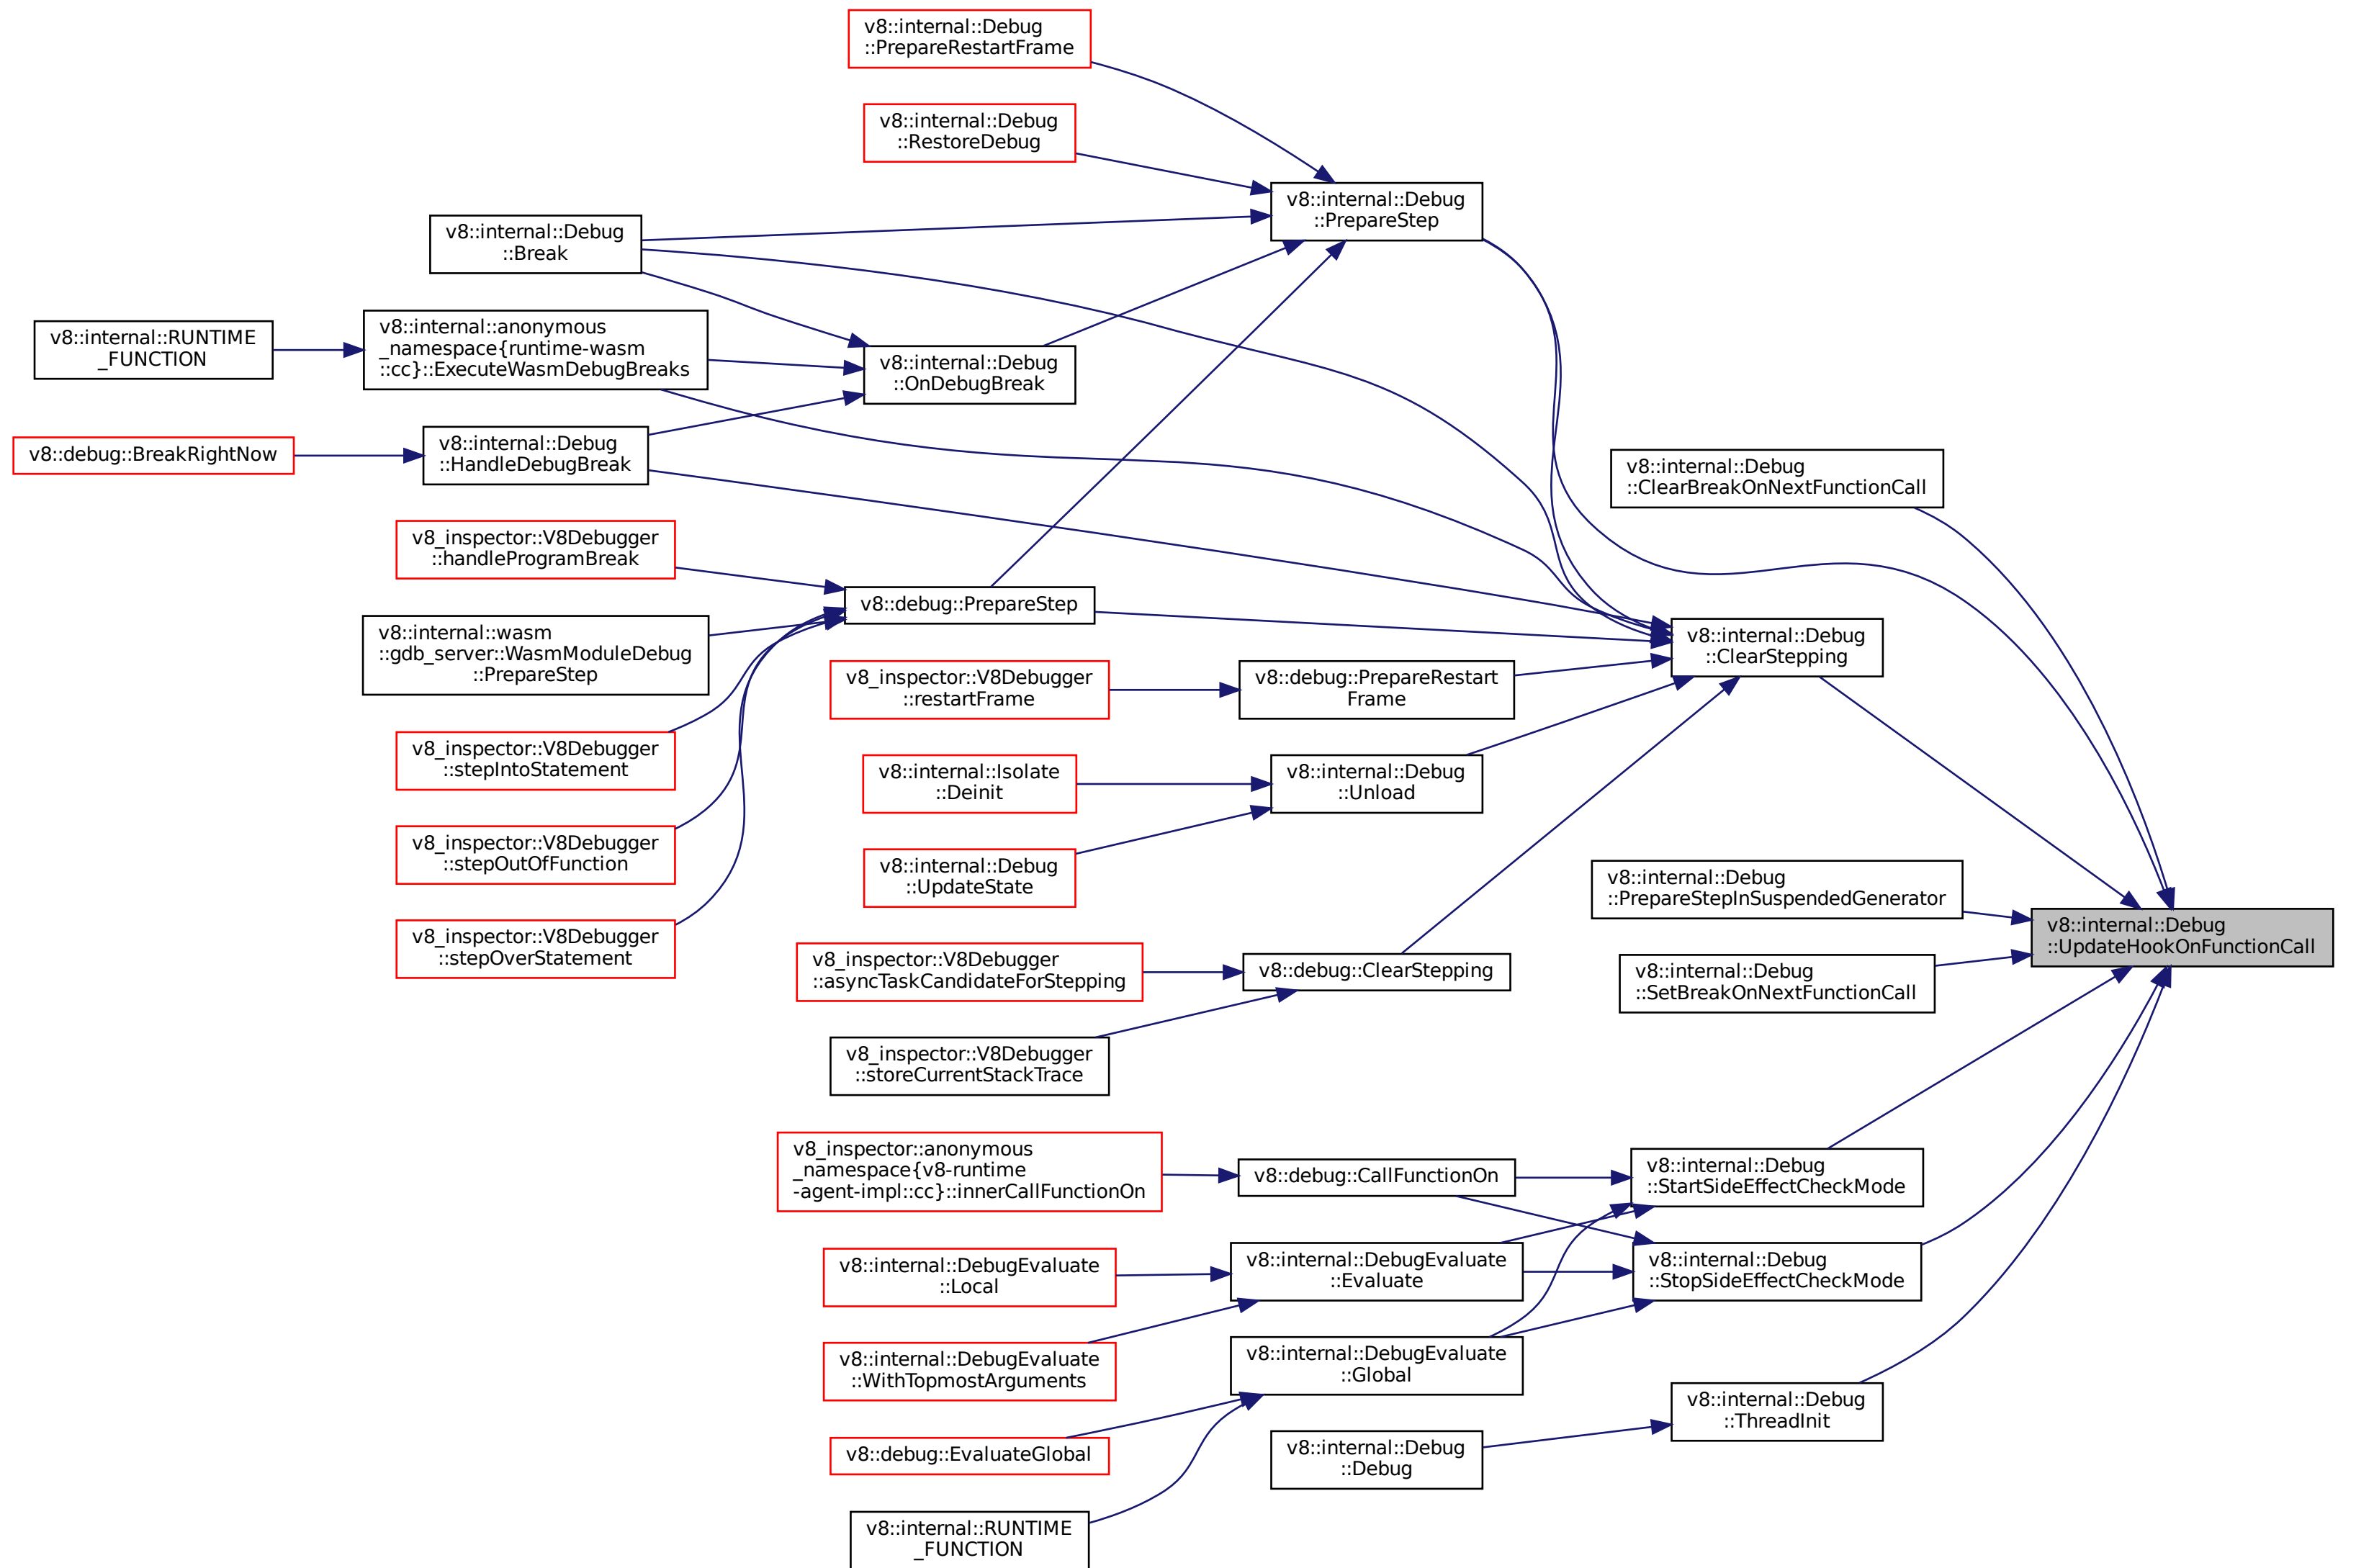 v8::internal::Debug
::PrepareRestartFrame
v8::internal::Debug
::RestoreDebug
v8::internal::Debug
::PrepareStep
v8::internal::Debug
::Break
v8::internal::anonymous
_namespace{runtime-wasm
::cc}::ExecuteWasmDebugBreaks
v8::internal::RUNTIME
_FUNCTION
v8::internal::Debug
::OnDebugBreak
v8::internal::Debug
::HandleDebugBreak
v8::debug::BreakRightNow
v8::internal::Debug
::ClearBreakOnNextFunctionCall
v8_inspector::V8Debugger
::handleProgramBreak
v8::debug::PrepareStep
v8::internal::wasm
::gdb_server::WasmModuleDebug
::PrepareStep
v8::internal::Debug
::ClearStepping
v8_inspector::V8Debugger
::restartFrame
v8::debug::PrepareRestart
Frame
v8_inspector::V8Debugger
::stepIntoStatement
v8::internal::Isolate
::Deinit
v8::internal::Debug
::Unload
v8_inspector::V8Debugger
::stepOutOfFunction
v8::internal::Debug
::UpdateState
v8::internal::Debug
::PrepareStepInSuspendedGenerator
v8_inspector::V8Debugger
::stepOverStatement
v8::internal::Debug
::UpdateHookOnFunctionCall
v8_inspector::V8Debugger
::asyncTaskCandidateForStepping
v8::debug::ClearStepping
v8::internal::Debug
::SetBreakOnNextFunctionCall
v8_inspector::V8Debugger
::storeCurrentStackTrace
v8_inspector::anonymous
_namespace{v8-runtime
-agent-impl::cc}::innerCallFunctionOn
v8::debug::CallFunctionOn
v8::internal::Debug
::StartSideEffectCheckMode
v8::internal::DebugEvaluate
::Local
v8::internal::DebugEvaluate
::Evaluate
v8::internal::Debug
::StopSideEffectCheckMode
v8::internal::DebugEvaluate
::WithTopmostArguments
v8::internal::DebugEvaluate
::Global
v8::internal::Debug
::ThreadInit
v8::debug::EvaluateGlobal
v8::internal::Debug
::Debug
v8::internal::RUNTIME
_FUNCTION